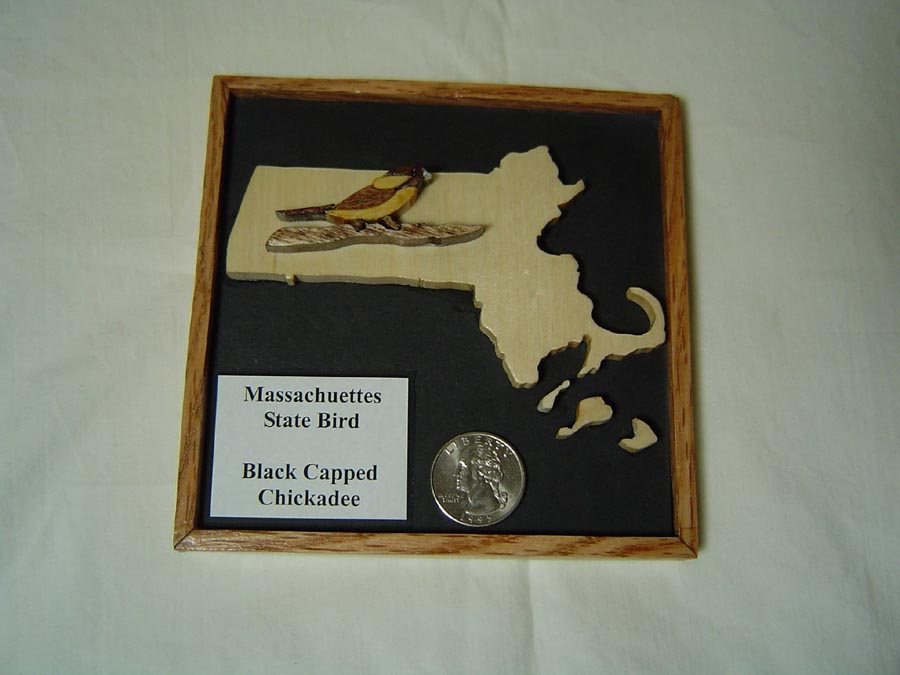 Massachuettes
State Bird
Black Capped
Chickadee
LIBERTY